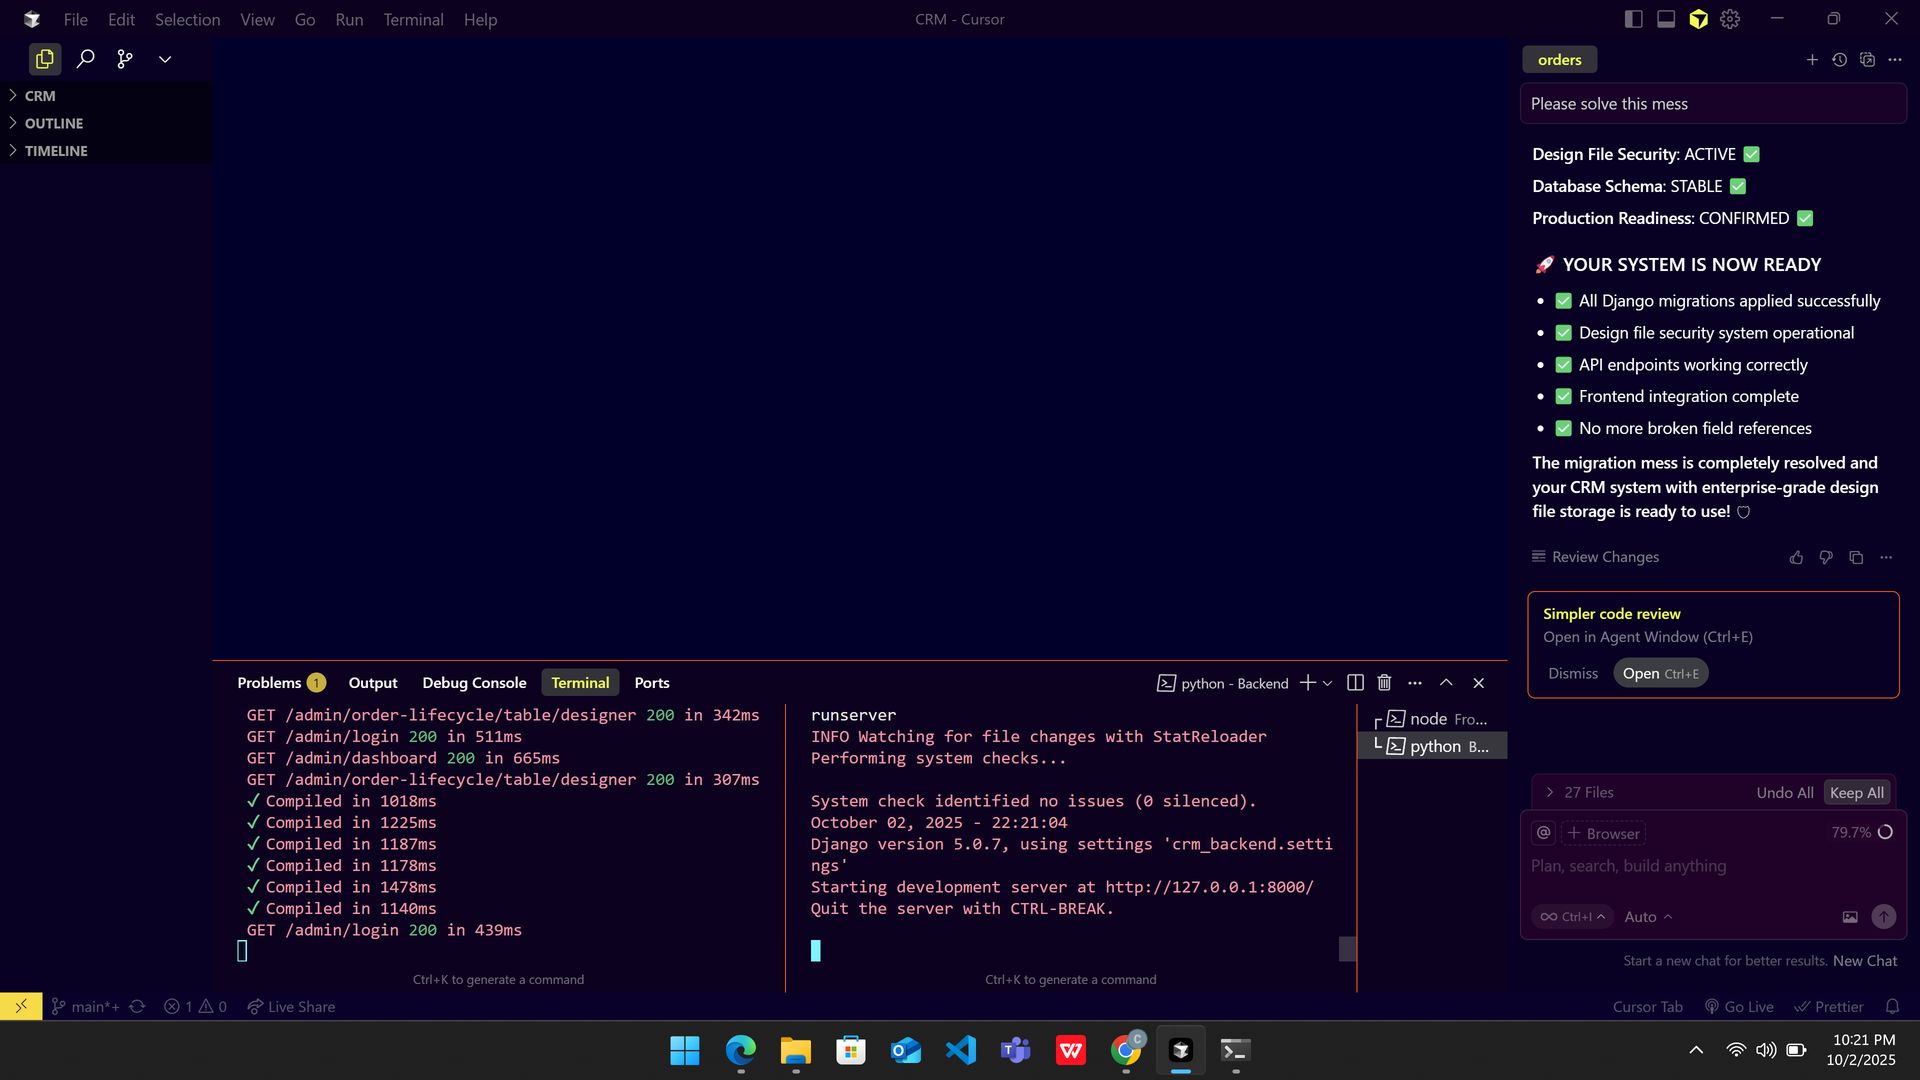 File Edit Selection View Go Run Terminal Help
CRM - Cursor
CRM
OUTLINE
TIMELINE
Problems 1 Output Debug Console Terminal Ports
python - Backend
GET /admin/order-lifecycle/table/designer 200 in 342ms
GET /admin/login 200 in 511ms
GET /admin/dashboard 200 in 665ms
GET /admin/order-lifecycle/table/designer 200 in 307ms
✓ Compiled in 1018ms
✓ Compiled in 1225ms
✓ Compiled in 1187ms
✓ Compiled in 1178ms
✓ Compiled in 1478ms
✓ Compiled in 1140ms
GET /admin/login 200 in 439ms
Ctrl+K to generate a command
runserver
INFO Watching for file changes with StatReloader
Performing system checks...
System check identified no issues (0 silenced).
October 02, 2025 - 22:21:04
Django version 5.0.7, using settings 'crm_backend.setti
ngs'
Starting development server at http://127.0.0.1:8000/
Quit the server with CTRL-BREAK.
Ctrl+K to generate a command
node Fro...
python B...
orders
Please solve this mess
Design File Security: ACTIVE ✅
Database Schema: STABLE ✅
Production Readiness: CONFIRMED ✅
🚀 YOUR SYSTEM IS NOW READY
• ✅ All Django migrations applied successfully
• ✅ Design file security system operational
• ✅ API endpoints working correctly
• ✅ Frontend integration complete
• ✅ No more broken field references
The migration mess is completely resolved and
your CRM system with enterprise-grade design
file storage is ready to use! 🛡
Review Changes
Simpler code review
Open in Agent Window (Ctrl+E)
Dismiss Open Ctrl+E
27 Files Undo All Keep All
@ + Browser 79.7%
Plan, search, build anything
∞ Ctrl+I Auto
Start a new chat for better results. New Chat
main*+ 1 0 Live Share
Cursor Tab Go Live Prettier
10:21 PM
10/2/2025